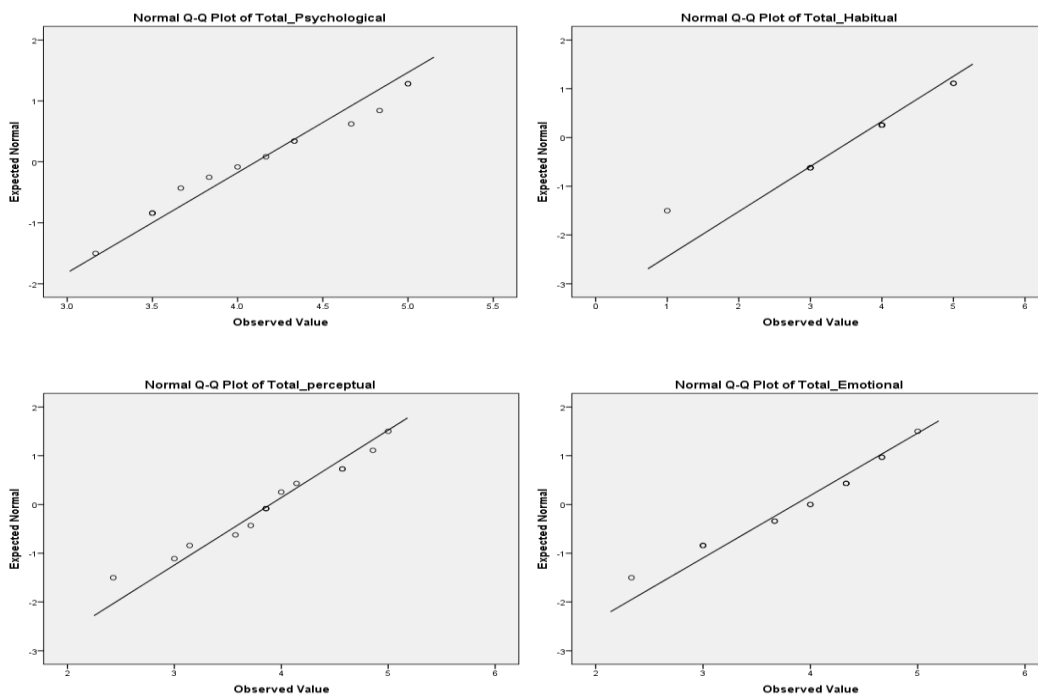 Normal Q-Q Plot of Total_Psychological
2
1
0
-1
-2
Expected Normal
3.0 3.5 4.0 4.5 5.0 5.5
Observed Value
Normal Q-Q Plot of Total_Habitual
2
1
0
-1
-2
-3
Expected Normal
0 1 2 3 4 5 6
Observed Value
Normal Q-Q Plot of Total_perceptual
2
1
0
-1
-2
-3
Expected Normal
2 3 4 5 6
Observed Value
Normal Q-Q Plot of Total_Emotional
2
1
0
-1
-2
-3
Expected Normal
2 3 4 5 6
Observed Value